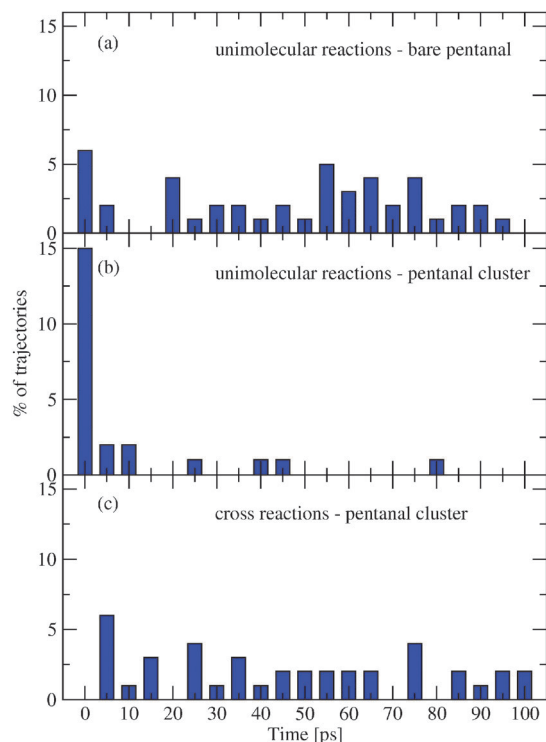 15
(a)
unimolecular reactions - bare pentanal
10
5
0
15
(b)
unimolecular reactions - pentanal cluster
10
% of trajectories
5
0
15
(c)
cross reactions - pentanal cluster
10
5
0
0 10 20 30 40 50 60 70 80 90 100
Time [ps]